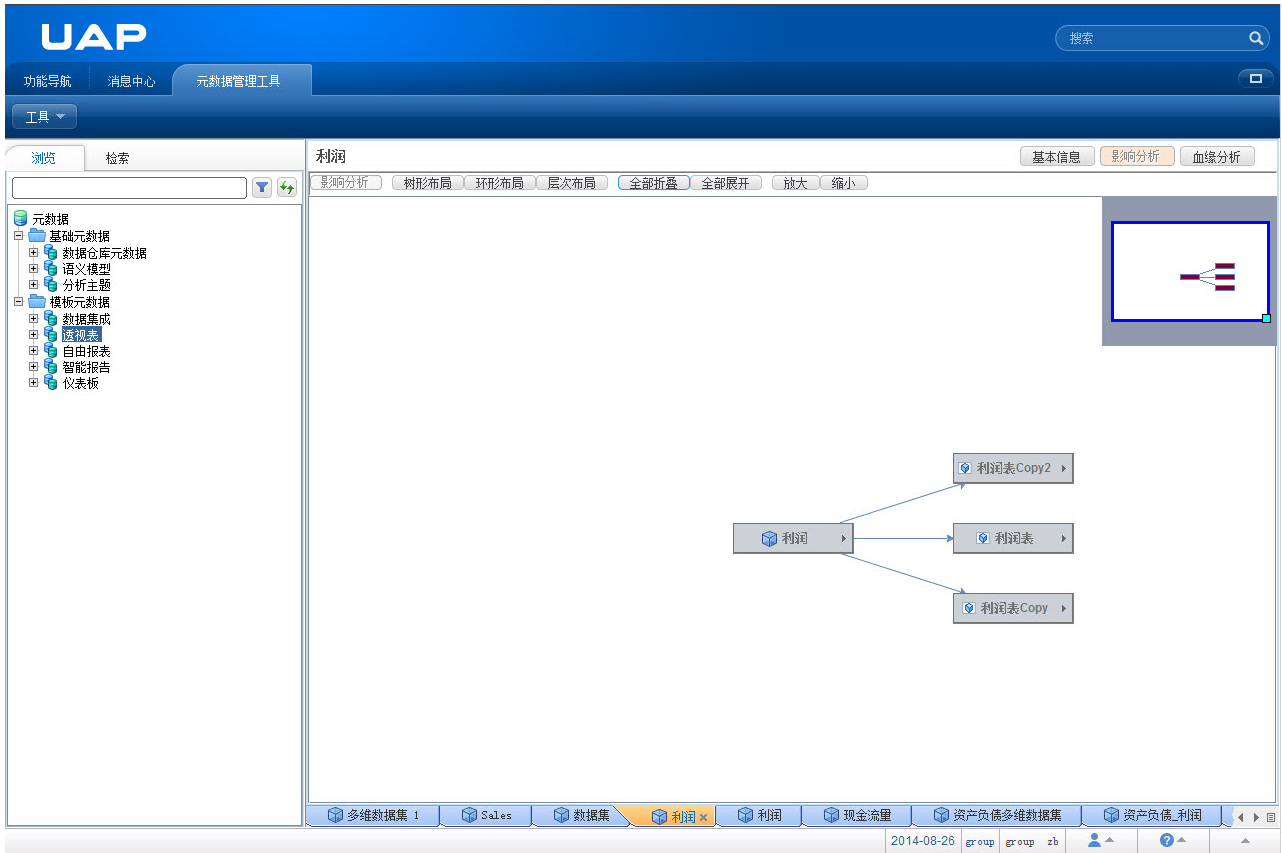 UAP
搜索
功能导航 消息中心 元数据管理工具
工具
浏览 检索
利润
基本信息 影响分析 血缘分析
影响分析 树形布局 环形布局 层次布局 全部折叠 全部展开 放大 缩小
元数据
基础元数据
数据仓库元数据
语义模型
分析主题
模板元数据
数据集成
透视表
自由报表
智能报告
仪表板
利润表Copy2
利润
利润表
利润表Copy
多维数据集 1 Sales 数据集 利润 利润 现金流量 资产负债多维数据集 资产负债_利润
2014-08-26 group group zb